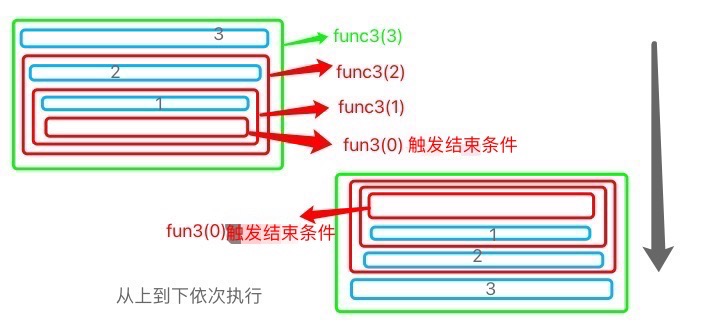 3
func3(3)
2
func3(2)
1
func3(1)
fun3(0) 触发结束条件
fun3(0)触发结束条件
1
2
3
从上到下依次执行